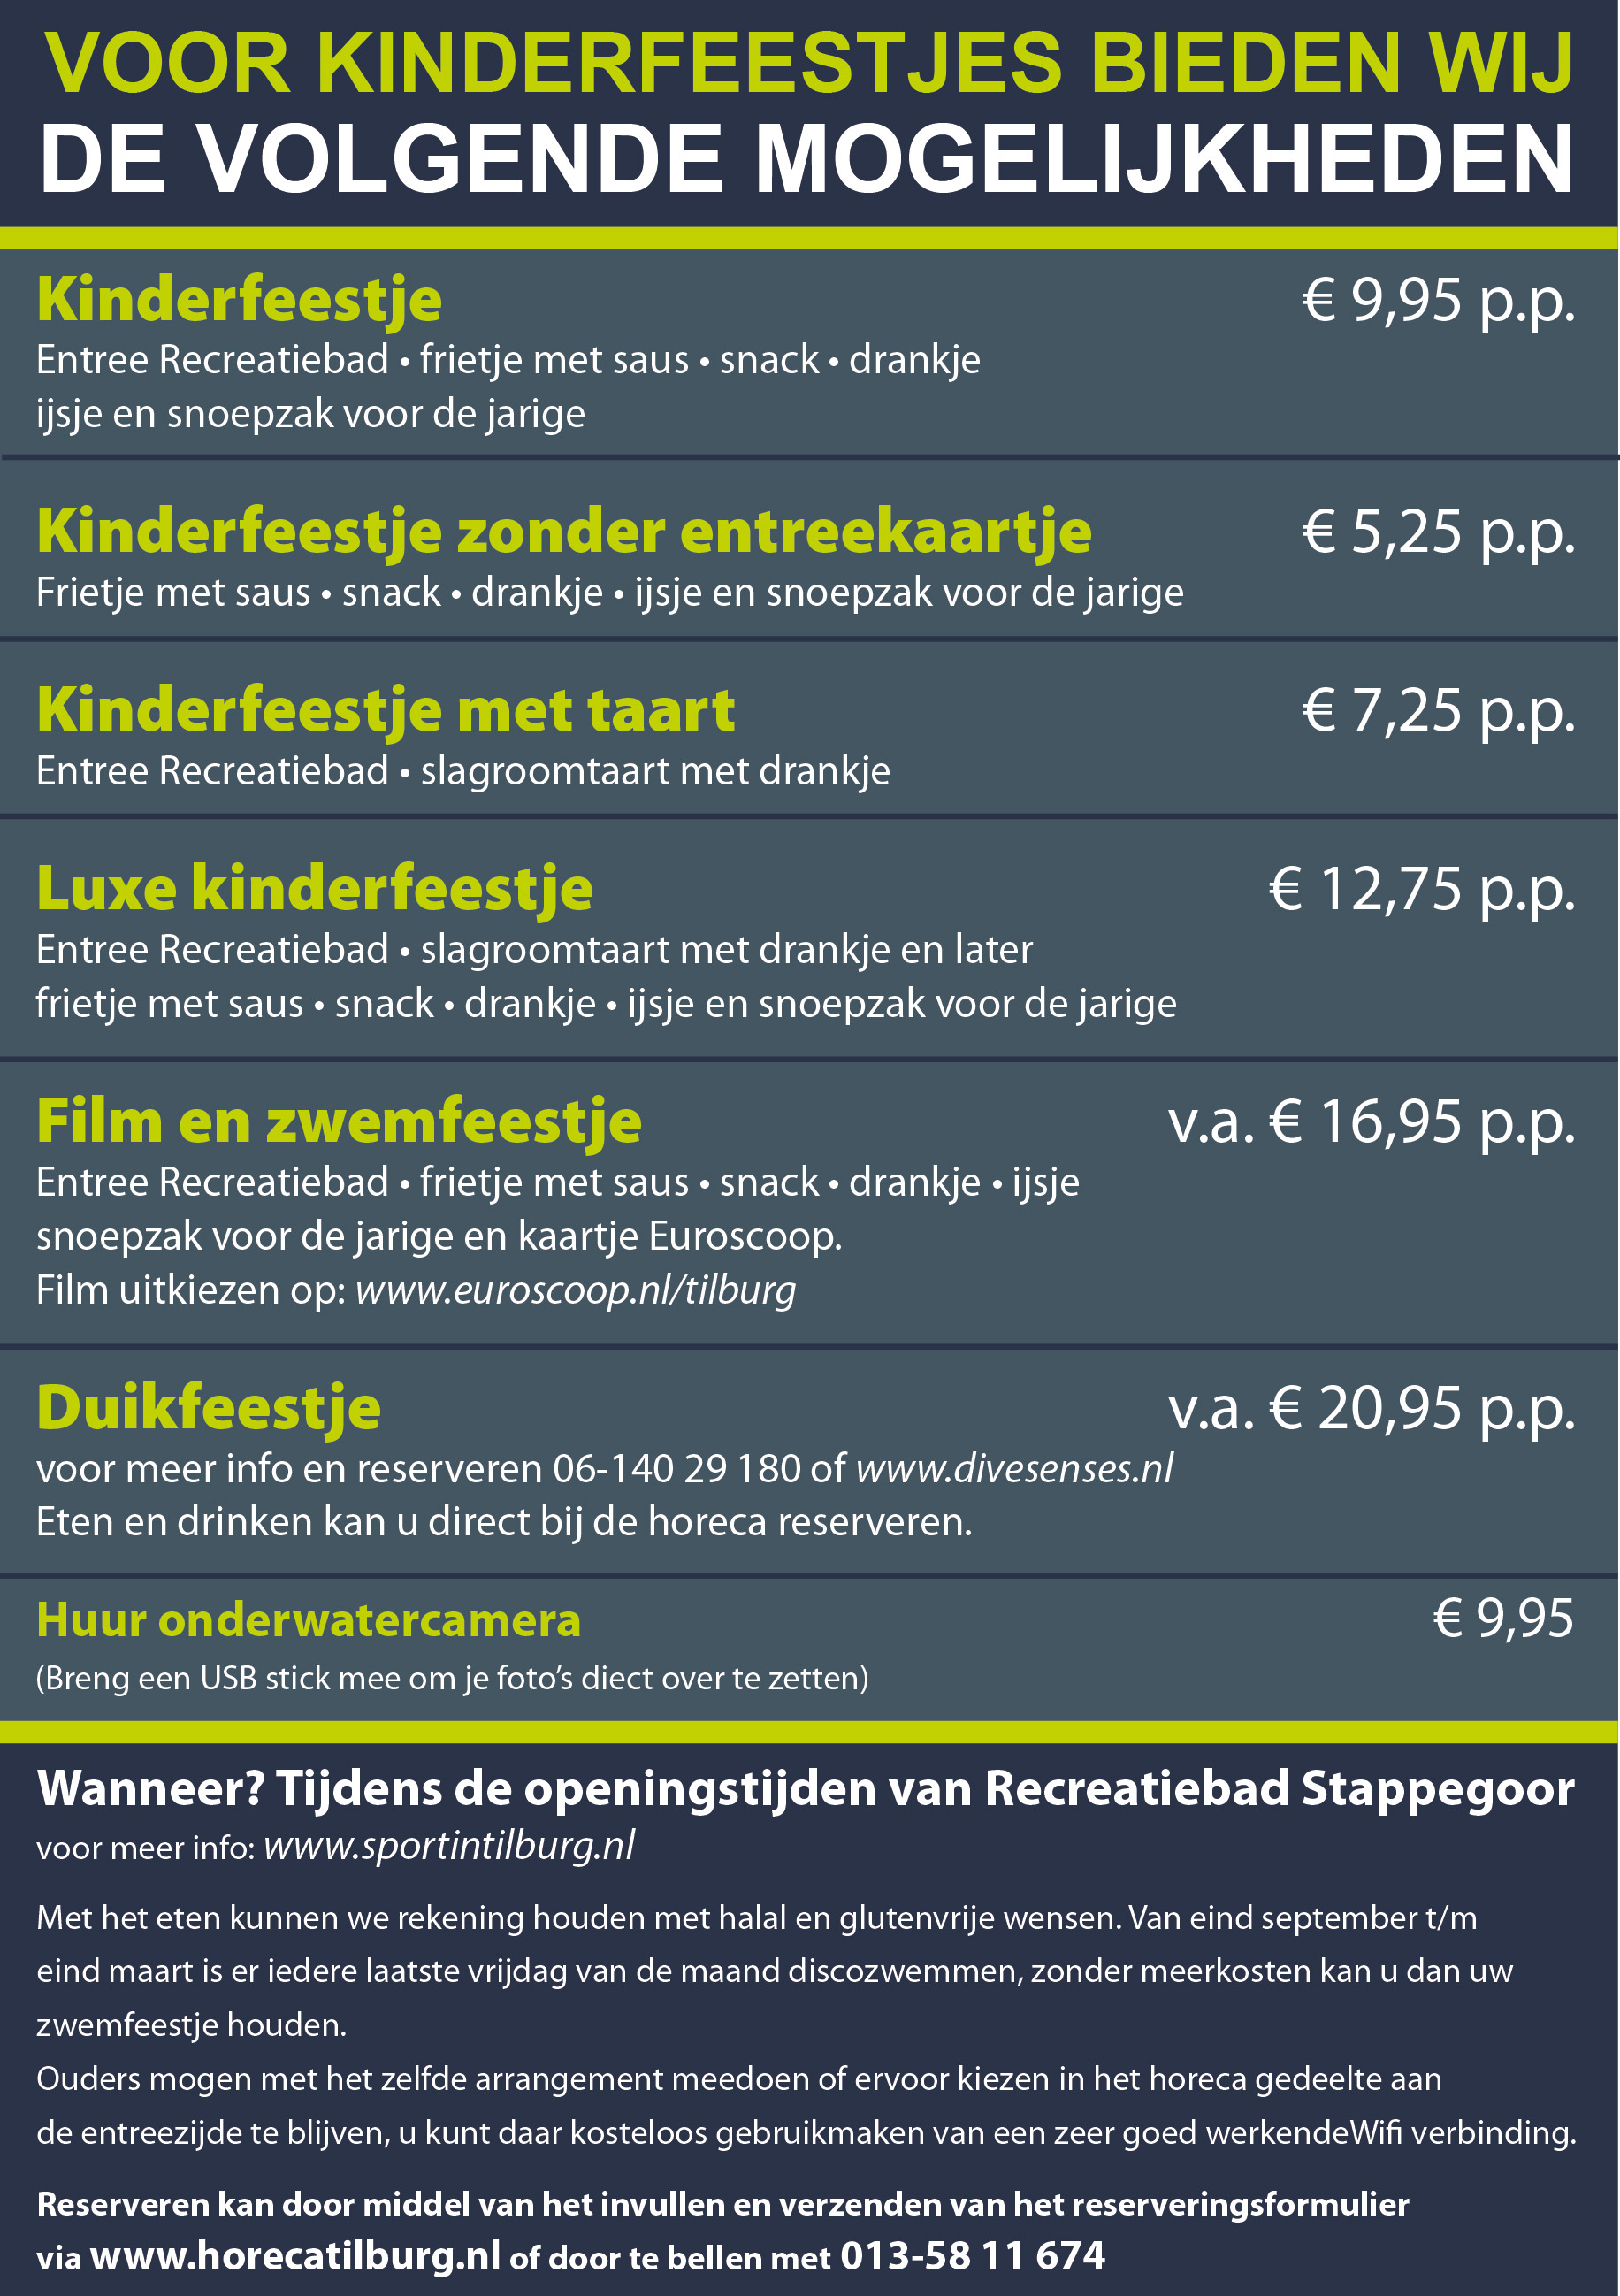 VOOR KINDERFEESTJES BIEDEN WIJ
DE VOLGENDE MOGELIJKHEDEN
Kinderfeestje € 9,95 p.p.
Entree Recreatiebad • frietje met saus • snack • drankje
ijsje en snoepzak voor de jarige
Kinderfeestje zonder entreekaartje € 5,25 p.p.
Frietje met saus • snack • drankje • ijsje en snoepzak voor de jarige
Kinderfeestje met taart € 7,25 p.p.
Entree Recreatiebad • slagroomtaart met drankje
Luxe kinderfeestje € 12,75 p.p.
Entree Recreatiebad • slagroomtaart met drankje en later
frietje met saus • snack • drankje • ijsje en snoepzak voor de jarige
Film en zwemfeestje v.a. € 16,95 p.p.
Entree Recreatiebad • frietje met saus • snack • drankje • ijsje
snoepzak voor de jarige en kaartje Euroscoop.
Film uitkiezen op: www.euroscoop.nl/tilburg
Duikfeestje v.a. € 20,95 p.p.
voor meer info en reserveren 06-140 29 180 of www.divesenses.nl
Eten en drinken kan u direct bij de horeca reserveren.
Huur onderwatercamera € 9,95
(Breng een USB stick mee om je foto's diect over te zetten)
Wanneer? Tijdens de openingstijden van Recreatiebad Stappegoor
voor meer info: www.sportintilburg.nl
Met het eten kunnen we rekening houden met halal en glutenvrije wensen. Van eind september t/m
eind maart is er iedere laatste vrijdag van de maand discozwemmen, zonder meerkosten kan u dan uw
zwemfeestje houden.
Ouders mogen met het zelfde arrangement meedoen of ervoor kiezen in het horeca gedeelte aan
de entreezijde te blijven, u kunt daar kosteloos gebruikmaken van een zeer goed werkendeWifi verbinding.
Reserveren kan door middel van het invullen en verzenden van het reserveringsformulier
via www.horecatilburg.nl of door te bellen met 013-58 11 674